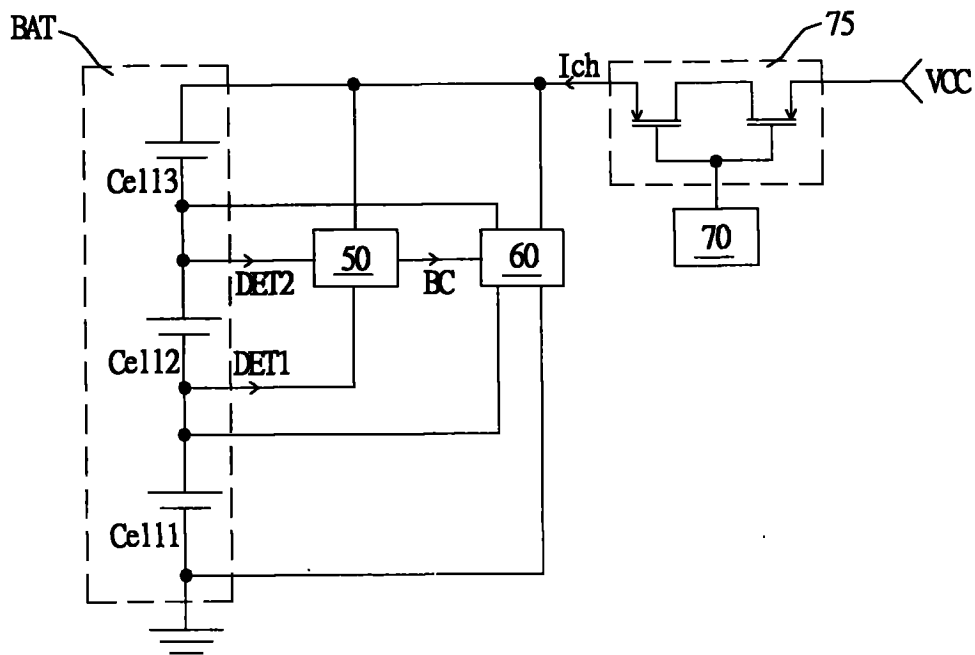 BAT
75
Ich
VCC
Cell3
50
60
70
DET2
BC
Cell2
DET1
Cell1